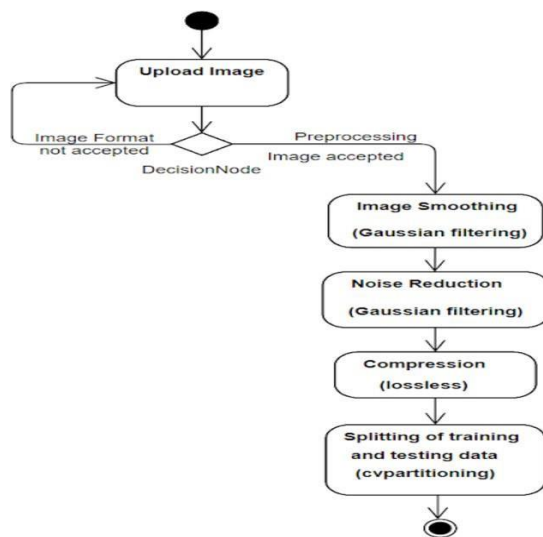 Upload Image
Image Format
not accepted
Preprocessing
Image accepted
DecisionNode
Image Smoothing
(Gaussian filtering)
Noise Reduction
(Gaussian filtering)
Compression
(lossless)
Splitting of training
and testing data
(cvpartitioning)